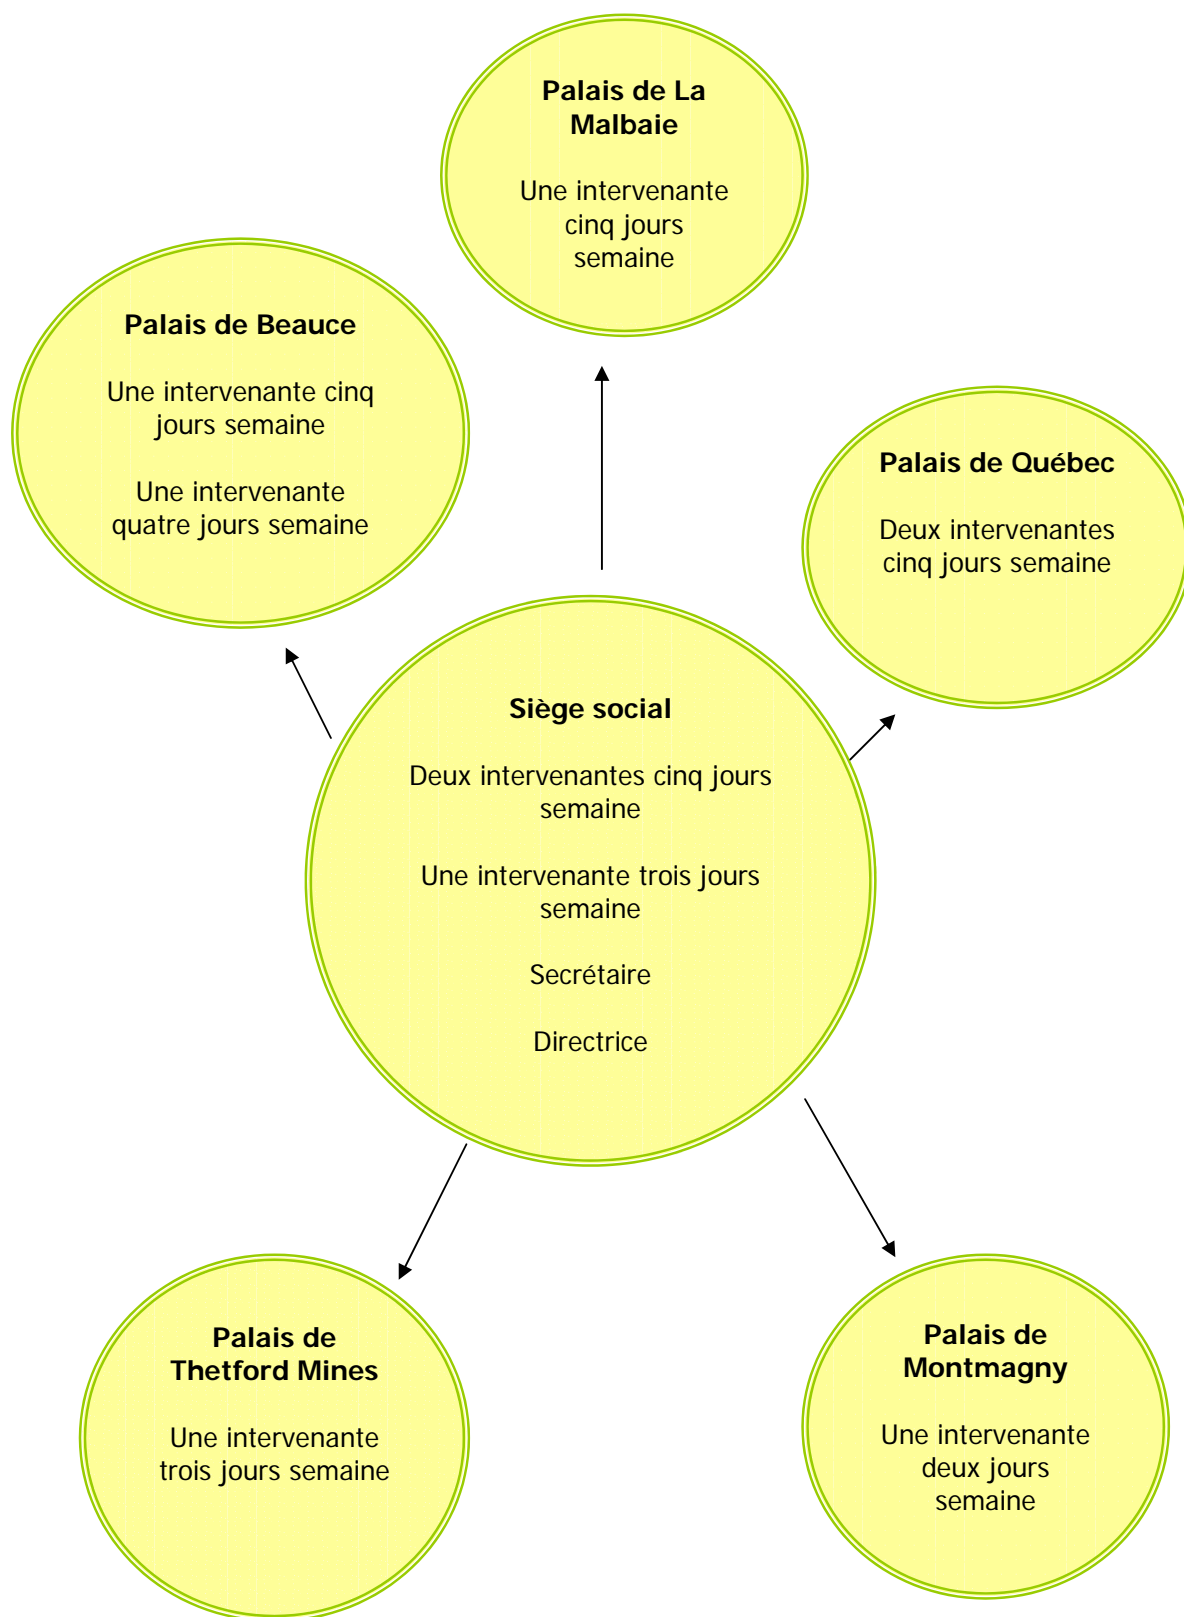 Palais de La
Malbaie
Une intervenante
cinq jours
semaine
Palais de Beauce
Une intervenante cinq
jours semaine
Une intervenante
quatre jours semaine
Palais de Québec
Deux intervenantes
cinq jours semaine
Siège social
Deux intervenantes cinq jours
semaine
Une intervenante trois jours
semaine
Secrétaire
Directrice
Palais de
Thetford Mines
Une intervenante
trois jours semaine
Palais de
Montmagny
Une intervenante
deux jours
semaine